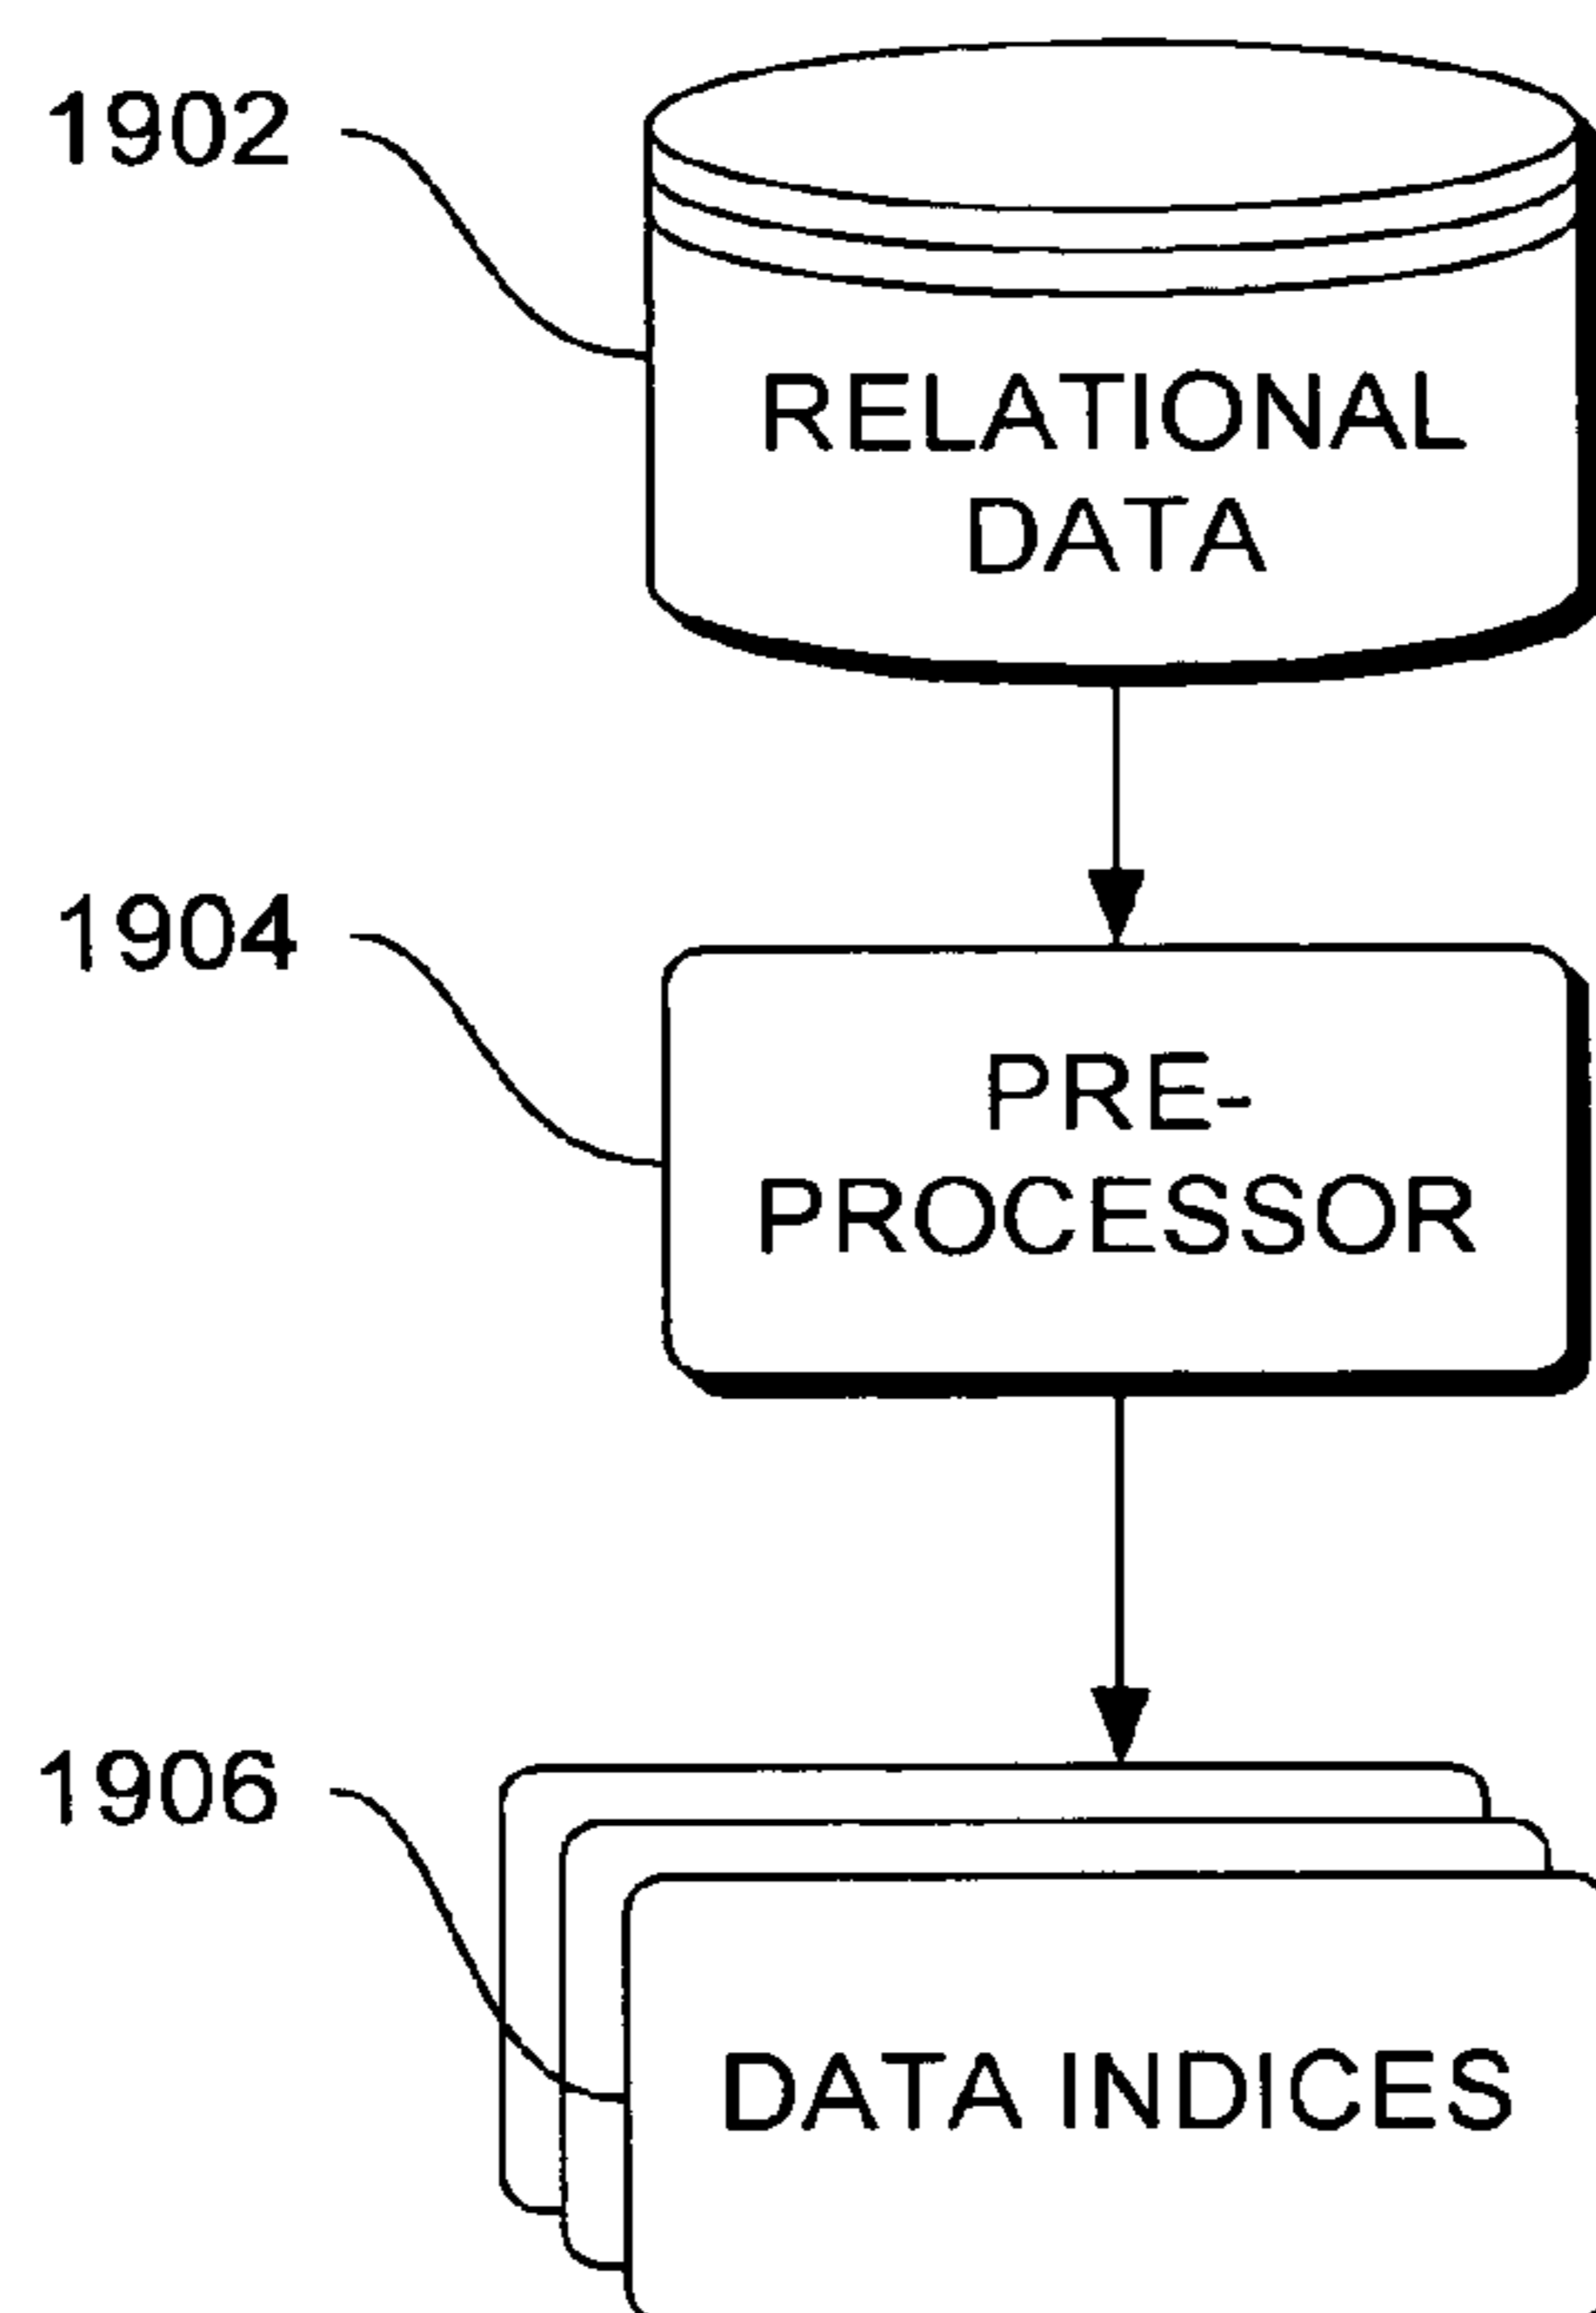 1902
RELATIONAL
DATA
1904
PRE-
PROCESSOR
1906
DATA INDICES